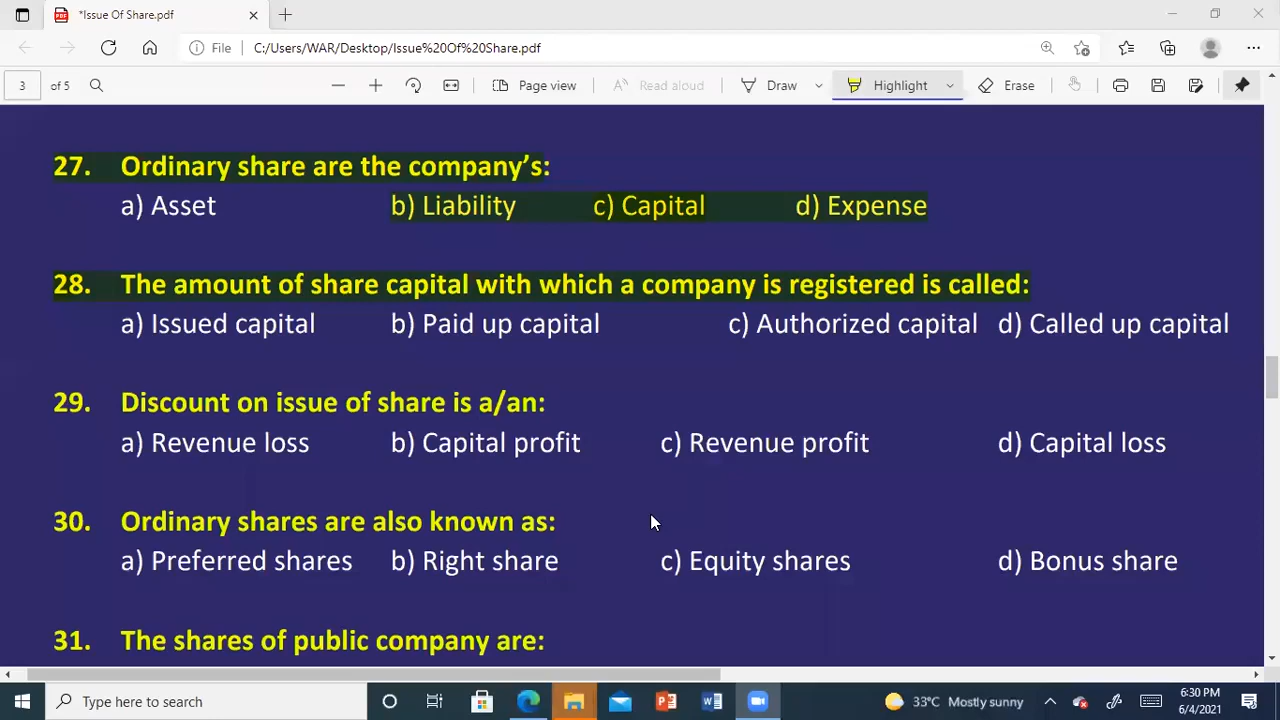 *Issue Of Share.pdf
File C:/Users/WAR/Desktop/Issue%20Of%20Share.pdf
3 of 5 Page view Read aloud Draw Highlight Erase
27. Ordinary share are the company’s:
a) Asset b) Liability c) Capital d) Expense
28. The amount of share capital with which a company is registered is called:
a) Issued capital b) Paid up capital c) Authorized capital d) Called up capital
29. Discount on issue of share is a/an:
a) Revenue loss b) Capital profit c) Revenue profit d) Capital loss
30. Ordinary shares are also known as:
a) Preferred shares b) Right share c) Equity shares d) Bonus share
31. The shares of public company are:
Type here to search 33°C Mostly sunny 6:30 PM
6/4/2021